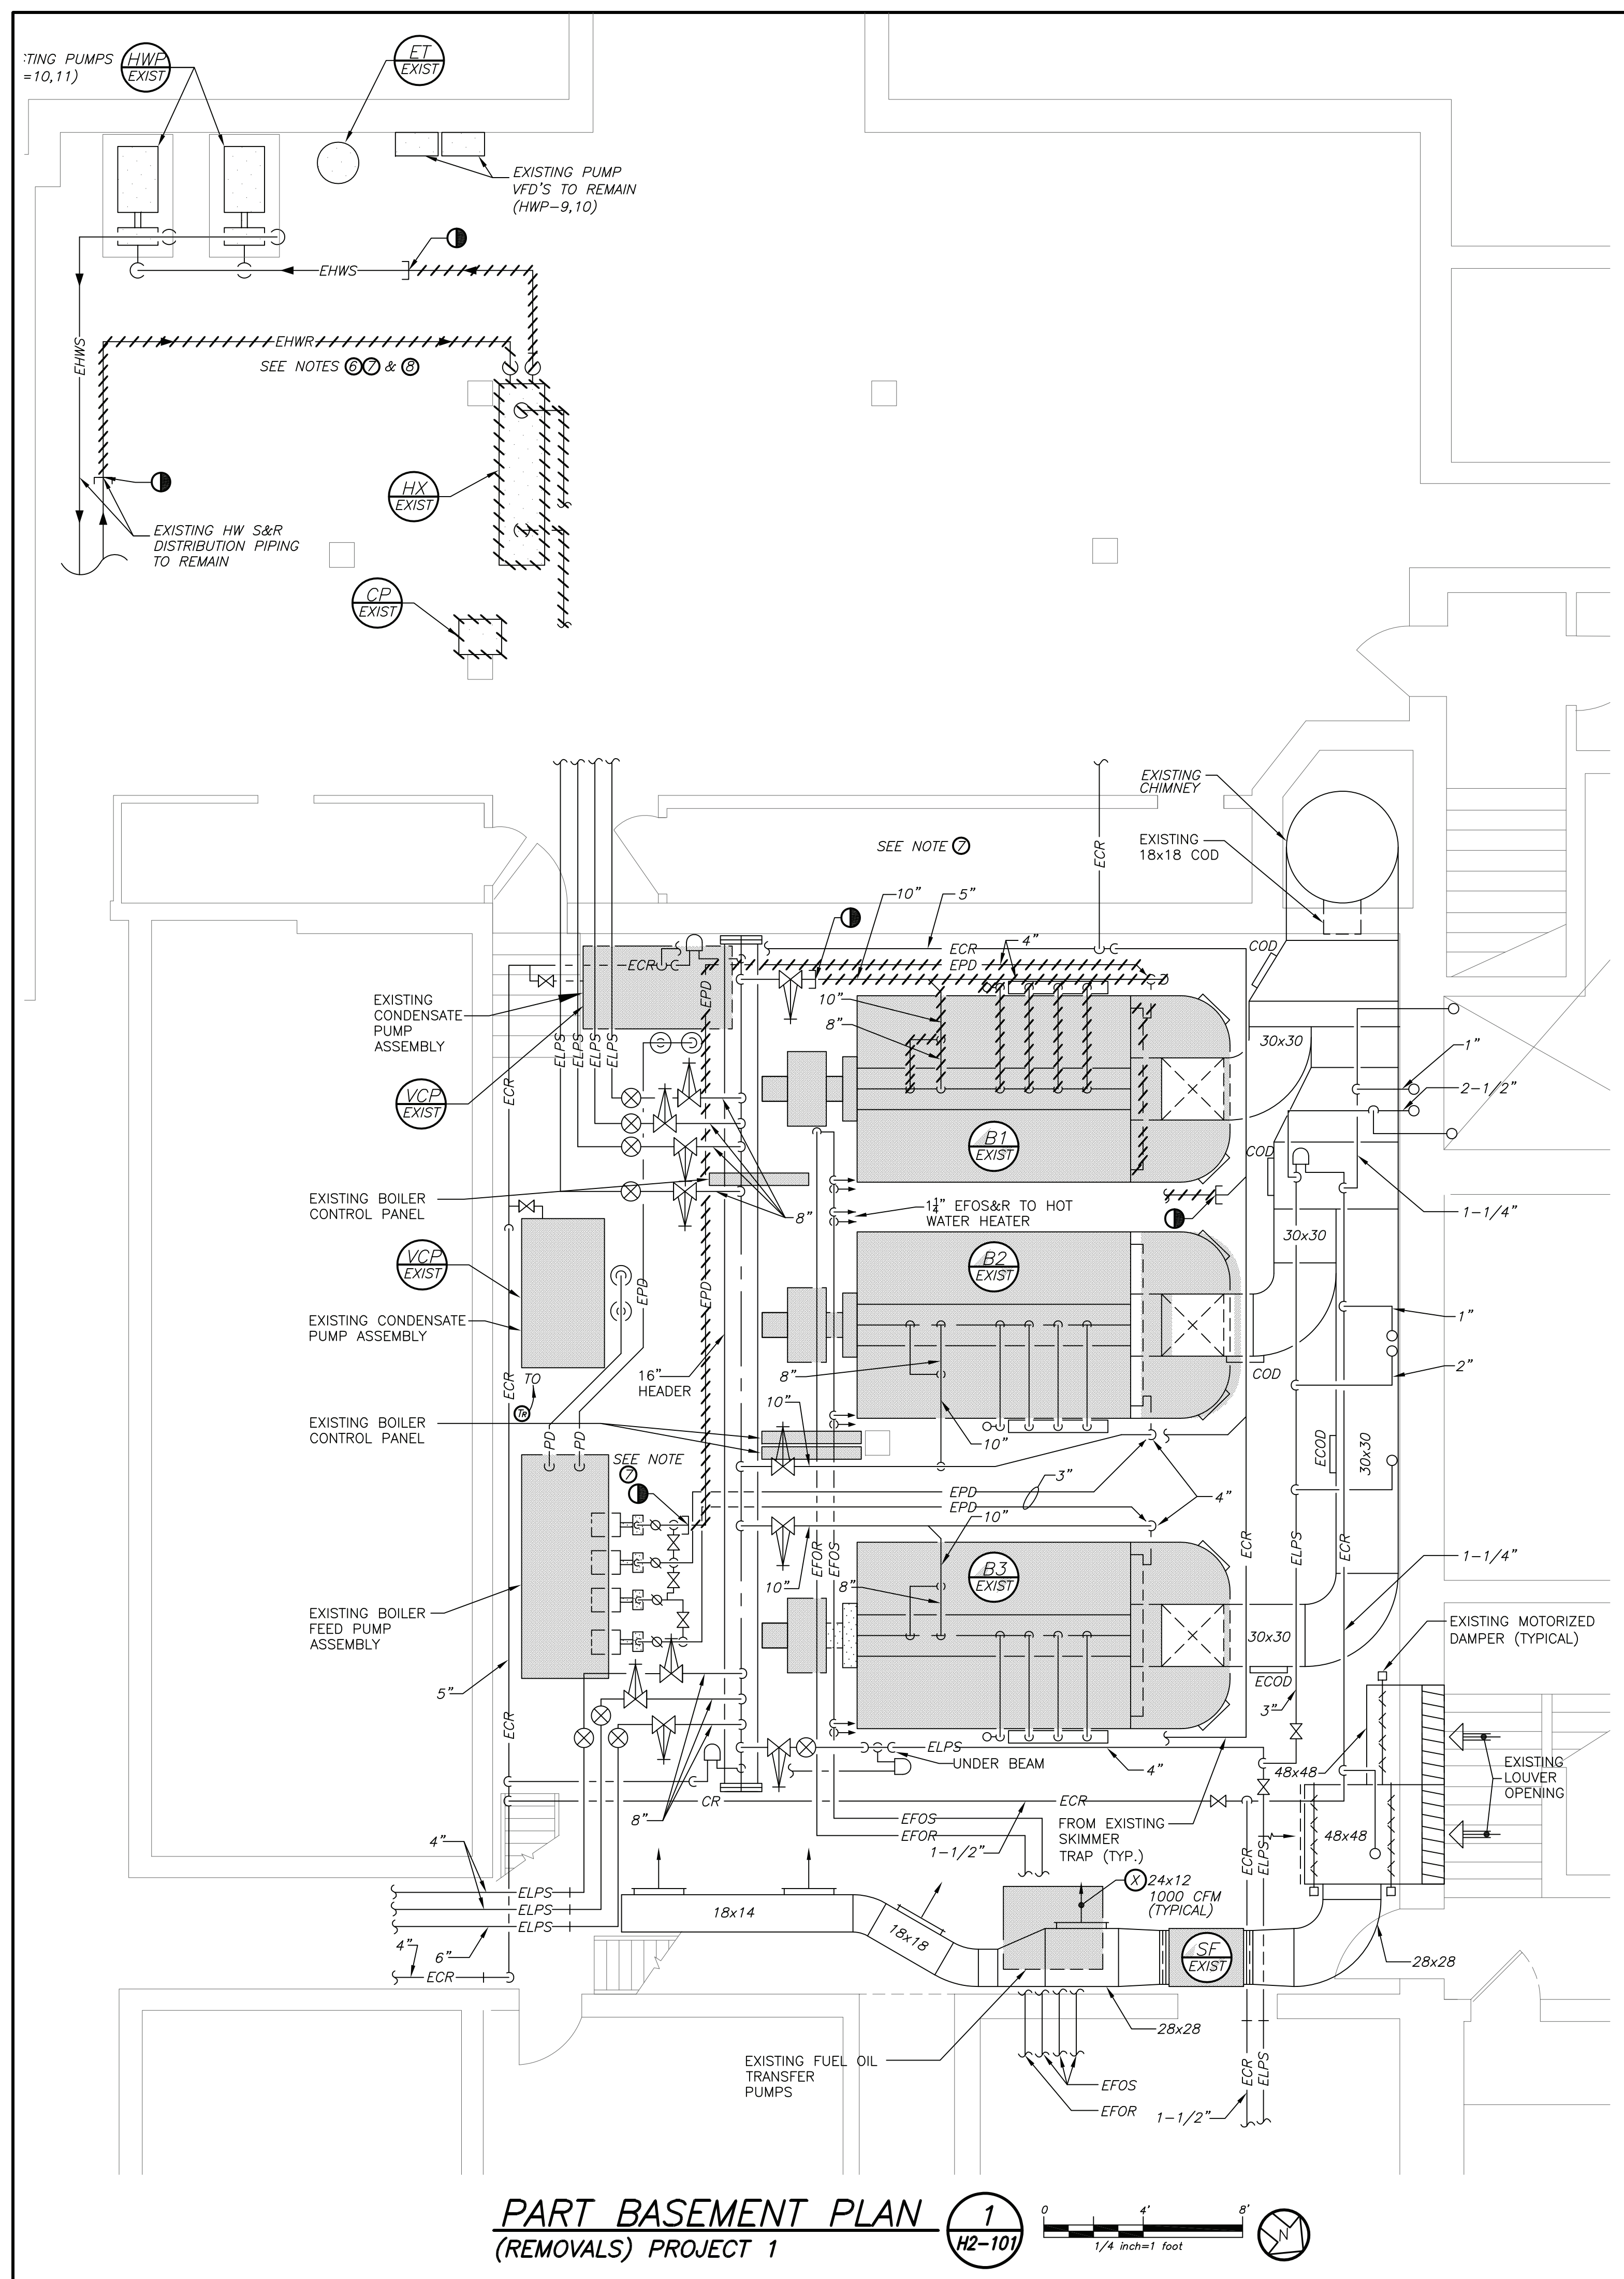 TING PUMPS
=10,11)
HWP
EXIST
ET
EXIST
EXISTING PUMP
VFD'S TO REMAIN
(HWP-9,10)
EHWS
EHWS
EHWR
SEE NOTES 6 7 & 8
HX
EXIST
EXISTING HW S&R
DISTRIBUTION PIPING
TO REMAIN
CP
EXIST
EXISTING
CHIMNEY
EXISTING
18x18 COD
SEE NOTE 7
ECR
10"
5"
ECR
4"
EPD
COD
ECR
EPD
EXISTING
CONDENSATE
PUMP
ASSEMBLY
10"
8"
30x30
1"
2-1/2"
ELPS
ELPS
ELPS
ELPS
ECR
VCP
EXIST
B1
EXIST
COD
EXISTING BOILER
CONTROL PANEL
8"
1¼" EFOS&R TO HOT
WATER HEATER
1-1/4"
30x30
VCP
EXIST
B2
EXIST
EPD
EPD
EXISTING CONDENSATE
PUMP ASSEMBLY
1"
2"
16"
HEADER
8"
COD
ECR
TO
TR
10"
EXISTING BOILER
CONTROL PANEL
10"
PD
PD
ECOD
30x30
SEE NOTE
7
3"
EPD
EPD
4"
10"
EFOR
EFOS
ECR
ELPS
ECR
1-1/4"
10"
8"
B3
EXIST
EXISTING BOILER
FEED PUMP
ASSEMBLY
30x30
EXISTING MOTORIZED
DAMPER (TYPICAL)
ECOD
5"
3"
ECR
ELPS
UNDER BEAM
4"
48x48
EXISTING
LOUVER
OPENING
8"
CR
ECR
EFOS
EFOR
1-1/2"
FROM EXISTING
SKIMMER
TRAP (TYP.)
48x48
ECR
ELPS
4"
ELPS
ELPS
ELPS
X
24x12
1000 CFM
(TYPICAL)
18x14
18x18
4"
6"
ECR
SF
EXIST
28x28
28x28
EXISTING FUEL OIL
TRANSFER
PUMPS
EFOS
EFOR
1-1/2"
ECR
ELPS
PART BASEMENT PLAN
(REMOVALS) PROJECT 1
1
H2-101
0 4' 8'
1/4 inch=1 foot
N